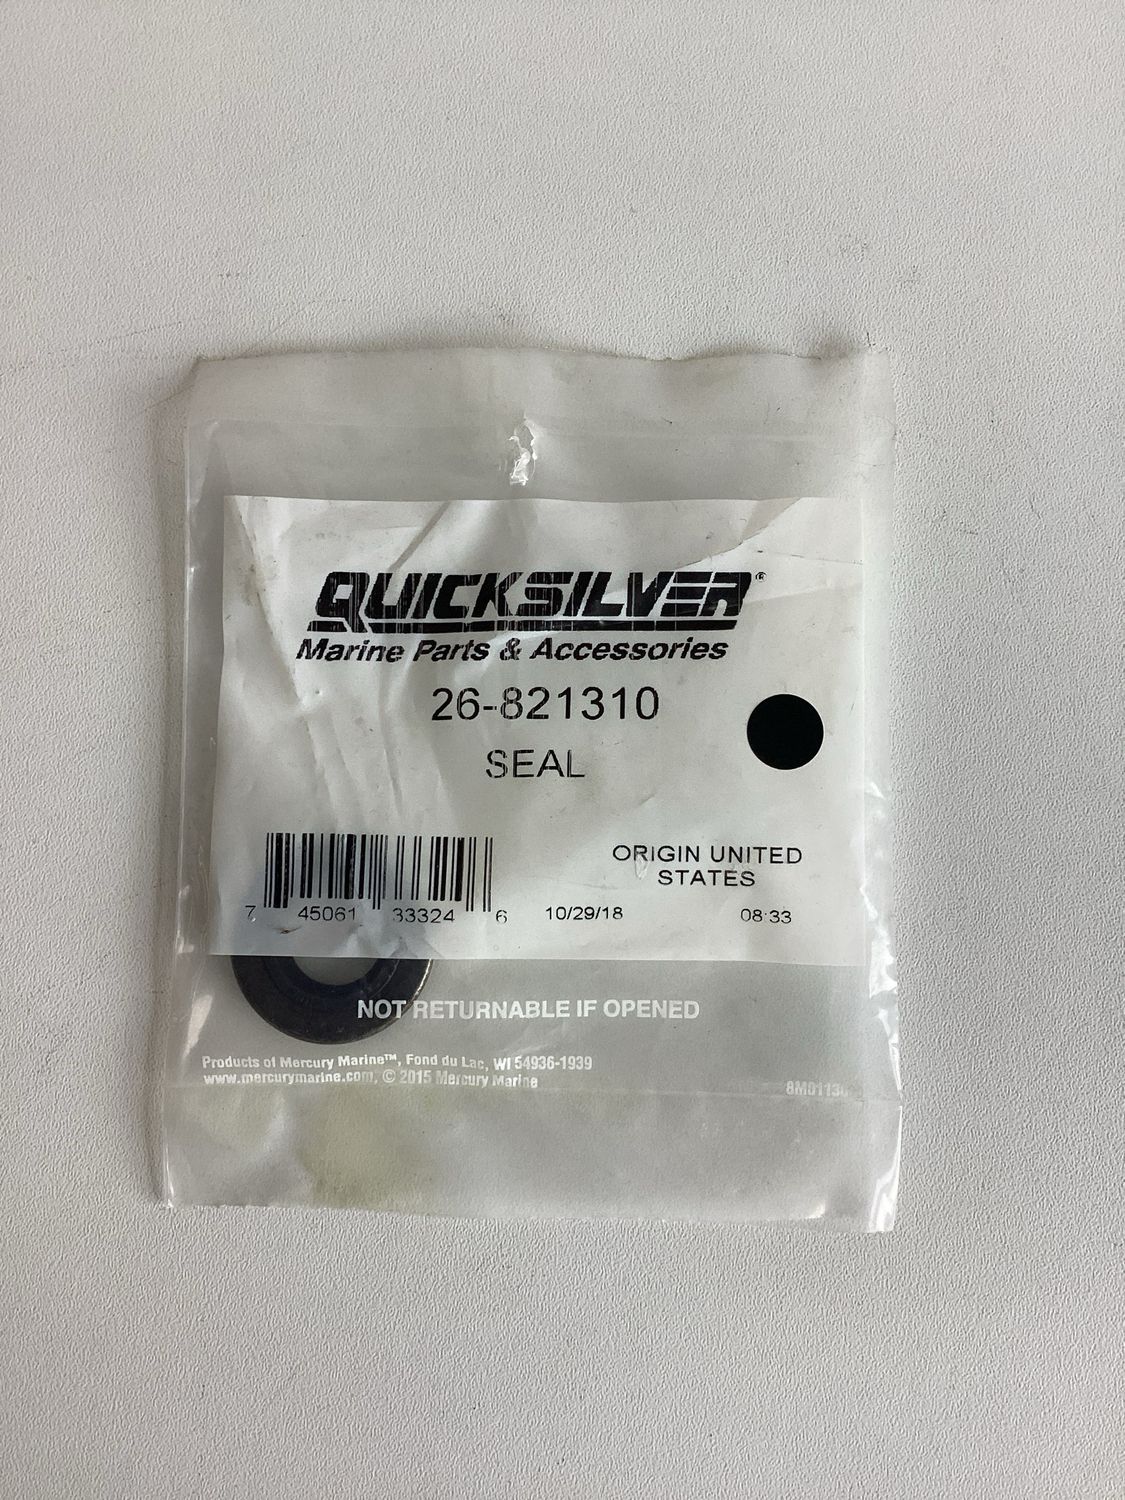 QUICKSILVER®
Marine Parts & Accessories
26-821310
SEAL
ORIGIN UNITED
STATES
7 45061 33324 6
10/29/18 08:33
NOT RETURNABLE IF OPENED
Products of Mercury Marine™, Fond du Lac, WI 54936-1939
www.mercurymarine.com, © 2015 Mercury Marine